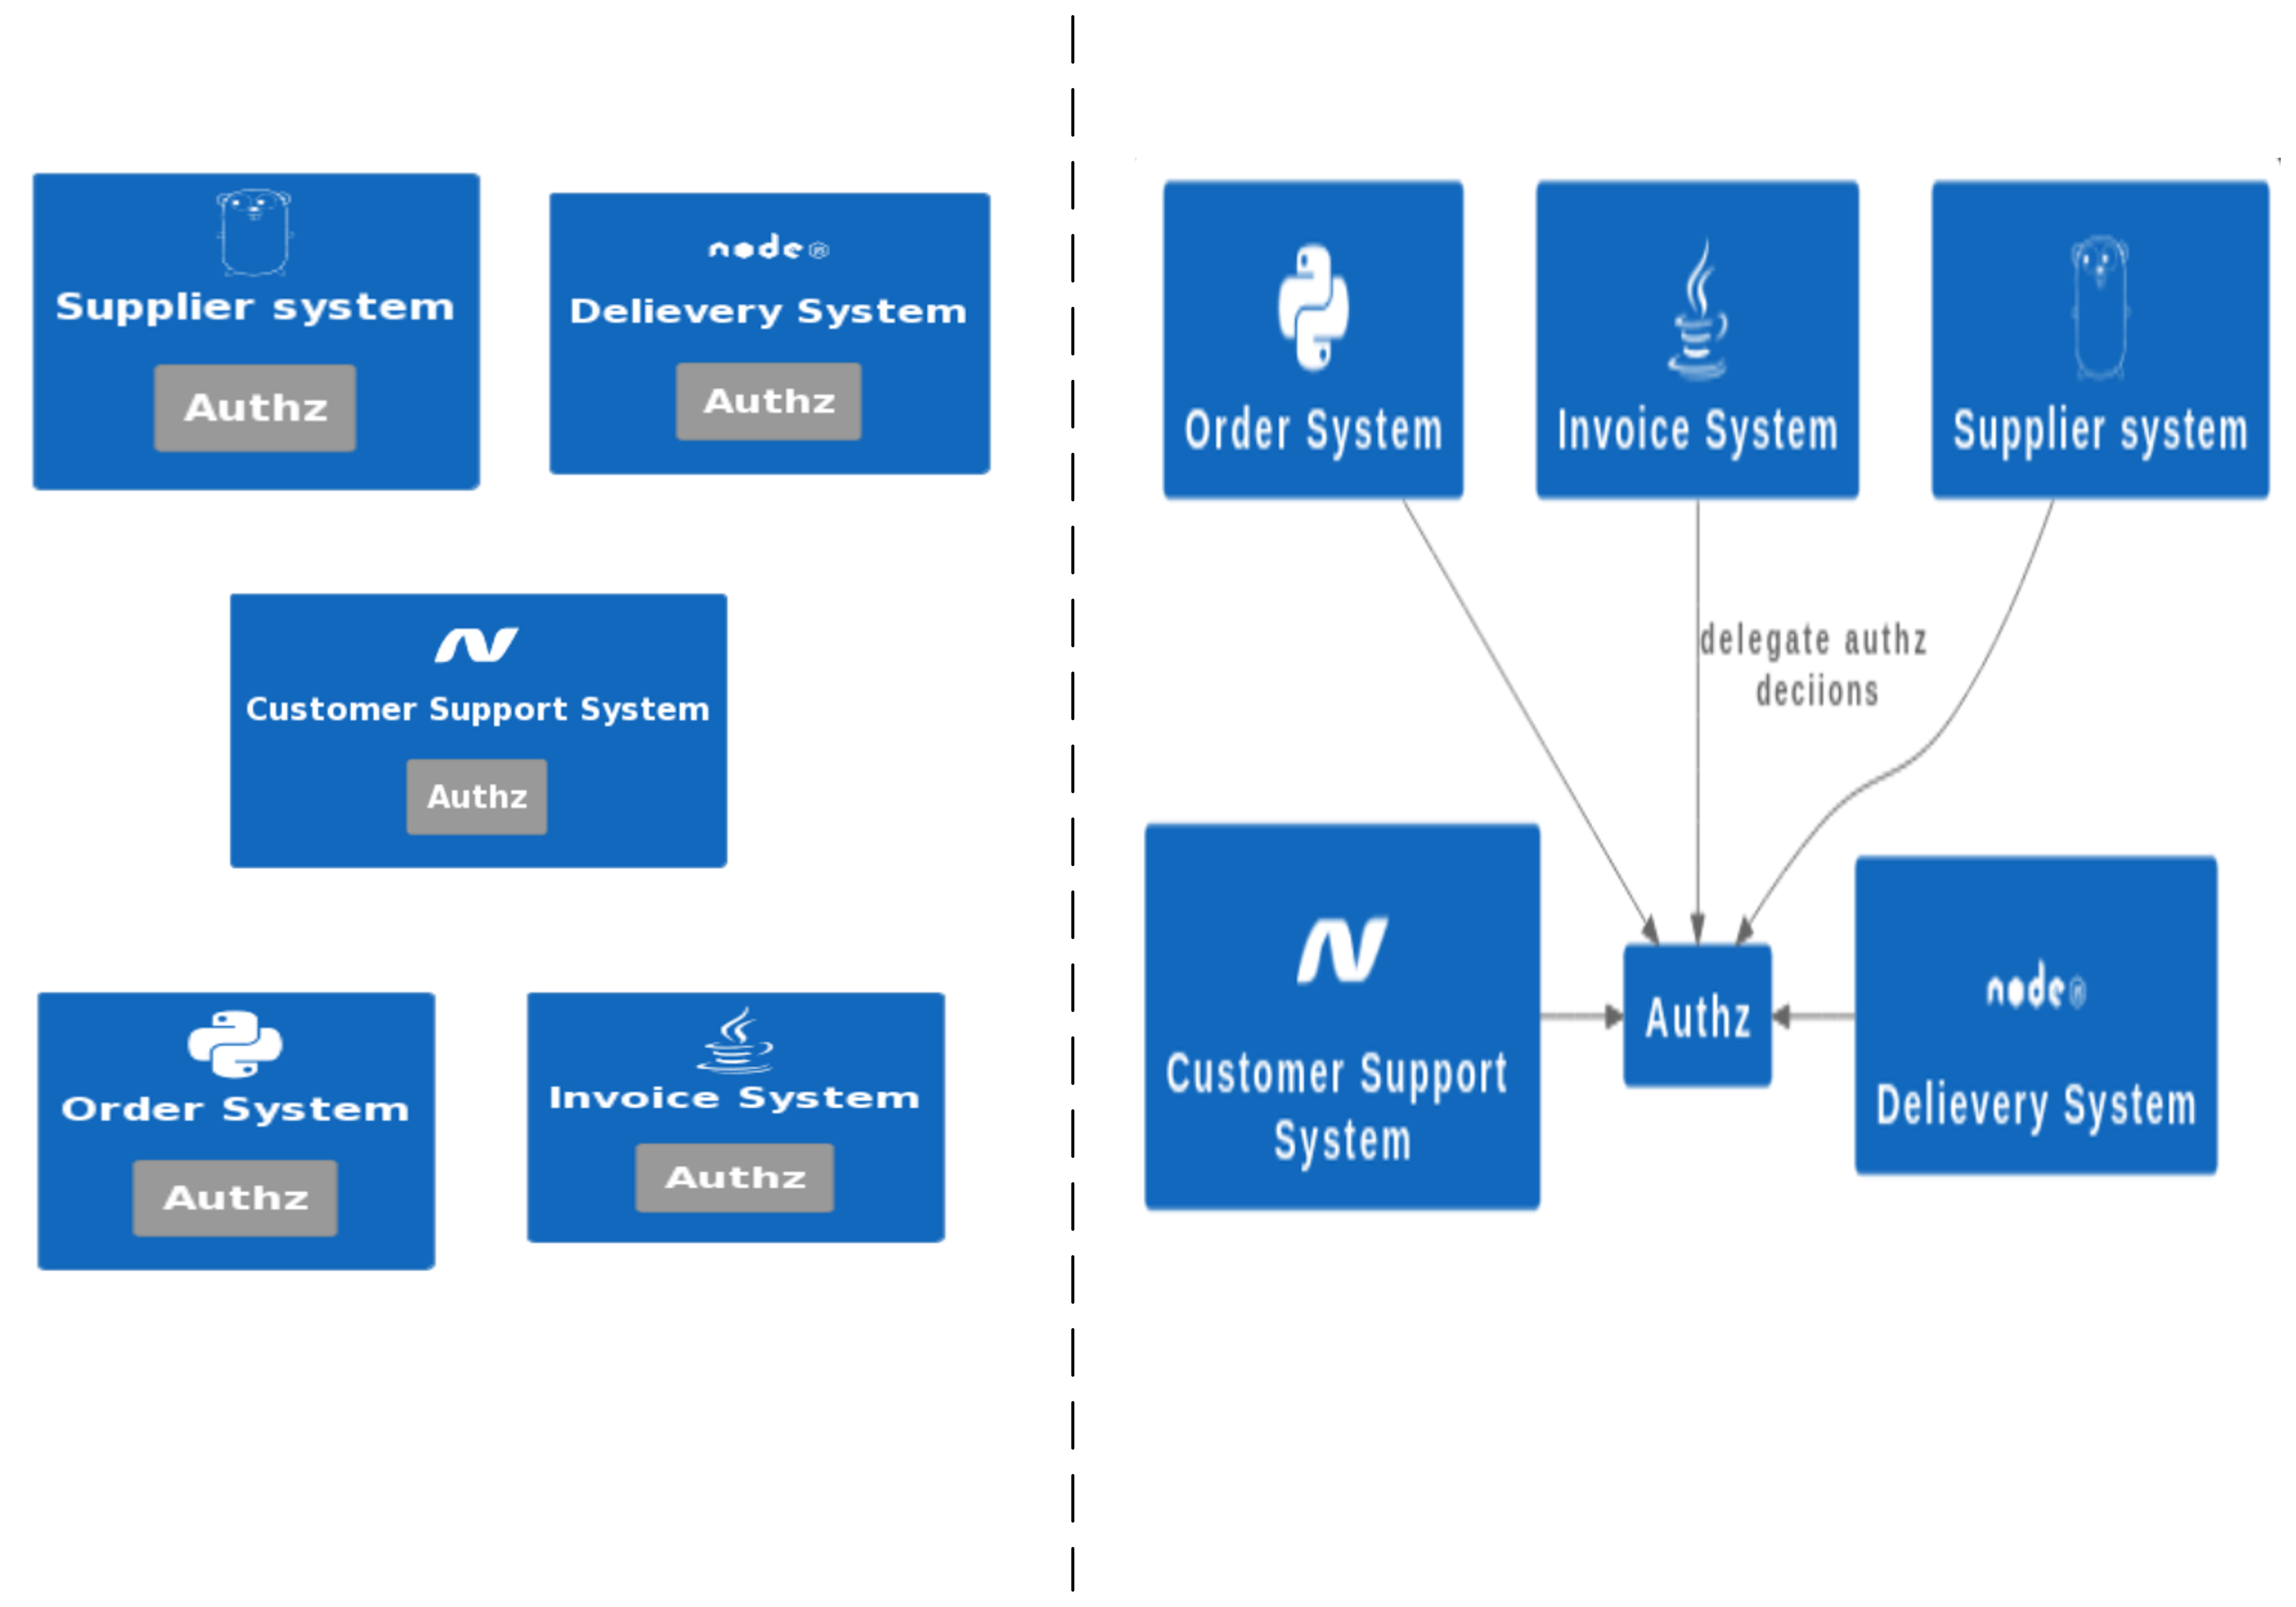 Supplier system
Authz
node
Delievery System
Authz
Customer Support System
Authz
Order System
Authz
Invoice System
Authz
Order System
Invoice System
Supplier system
delegate authz
deciions
Customer Support
System
Authz
node
Delievery System